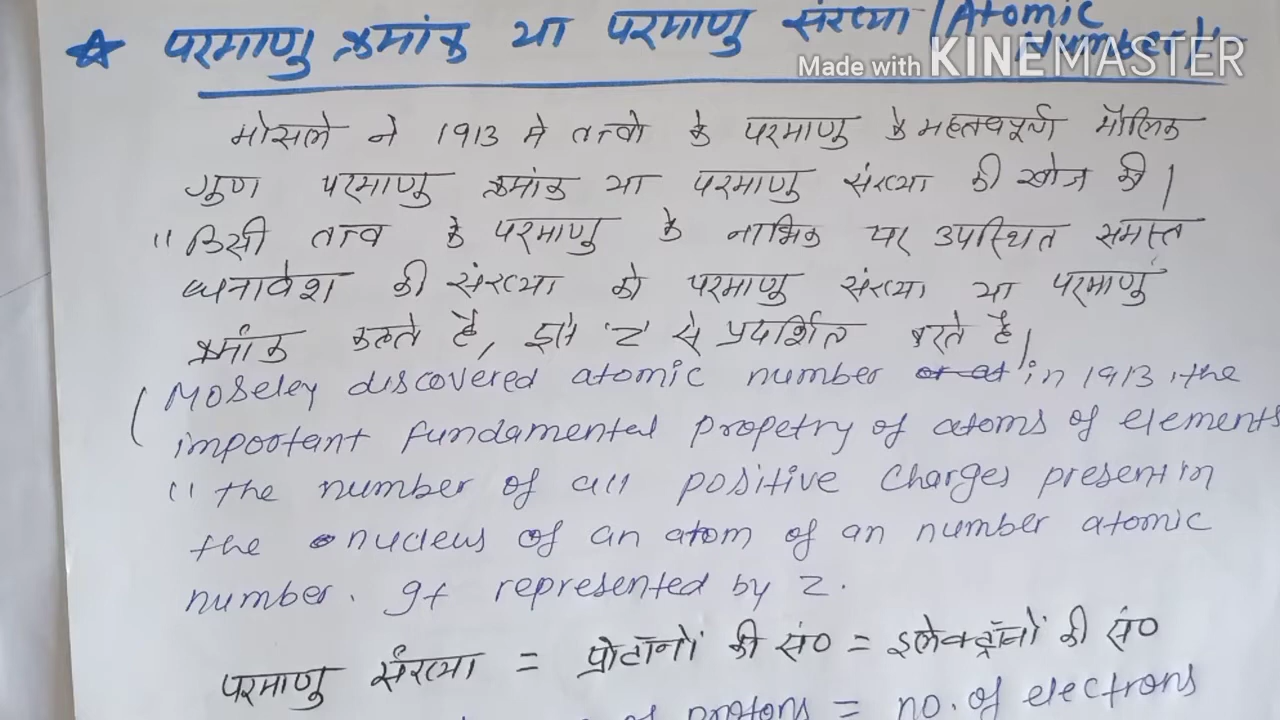 ☆ परमाणु क्रमांक या परमाणु संख्या (Atomic Number):-
Made with KINEMASTER
मोसले ने 1913 मे तत्वो के परमाणु के महत्वपूर्ण मौलिक
गुण परमाणु क्रमांक या परमाणु संख्या की खोज की।
"किसी तत्व के परमाणु के नाभिक पर उपस्थित समस्त
धनावेश की संख्या को परमाणु संख्या या परमाणु
क्रमांक कहते है, इसे 'Z' से प्रदर्शित करते है।
(Moseley discovered atomic number in 1913, the
important fundamental propetry of atoms of elements
"the number of all positive charges present in
the nucleus of an atom of an number atomic
number. It represented by Z.
परमाणु संख्या = प्रोटॉनों की सं० = इलेक्ट्रॉनों की सं०
of protons = no. of electrons